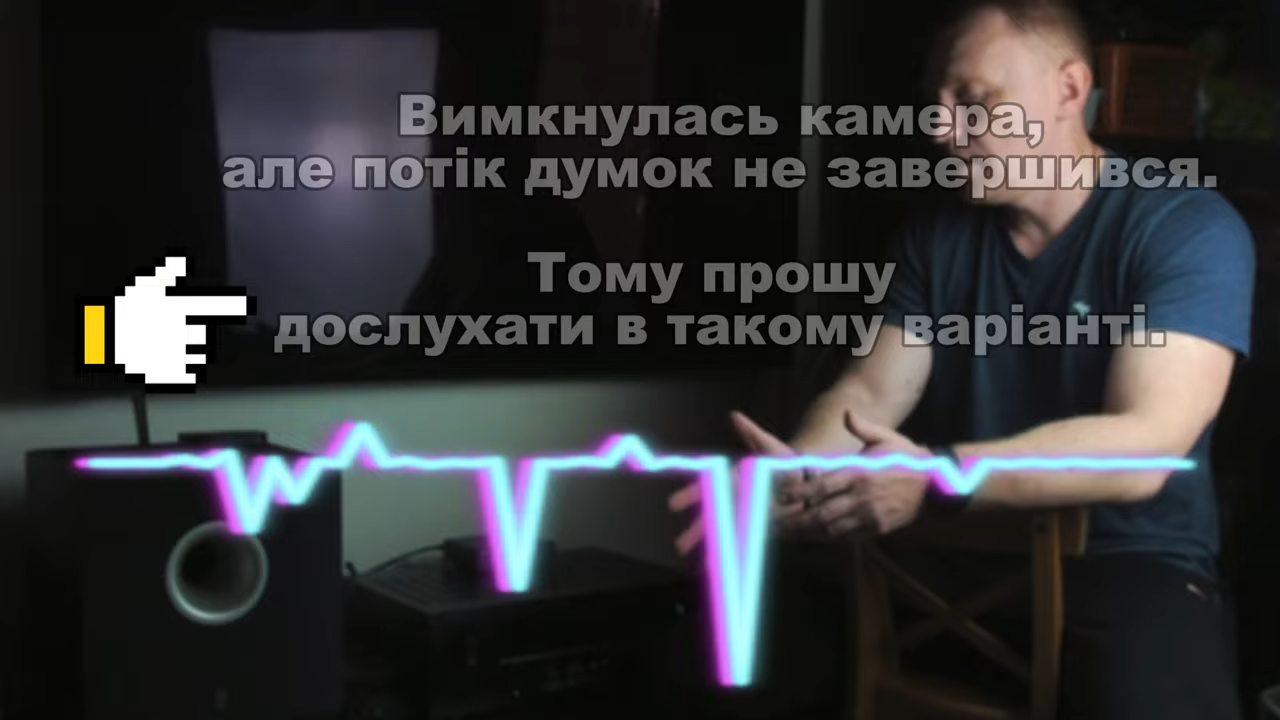 Вимкнулась камера,
але потік думок не завершився.
Тому прошу
дослухати в такому варіанті.